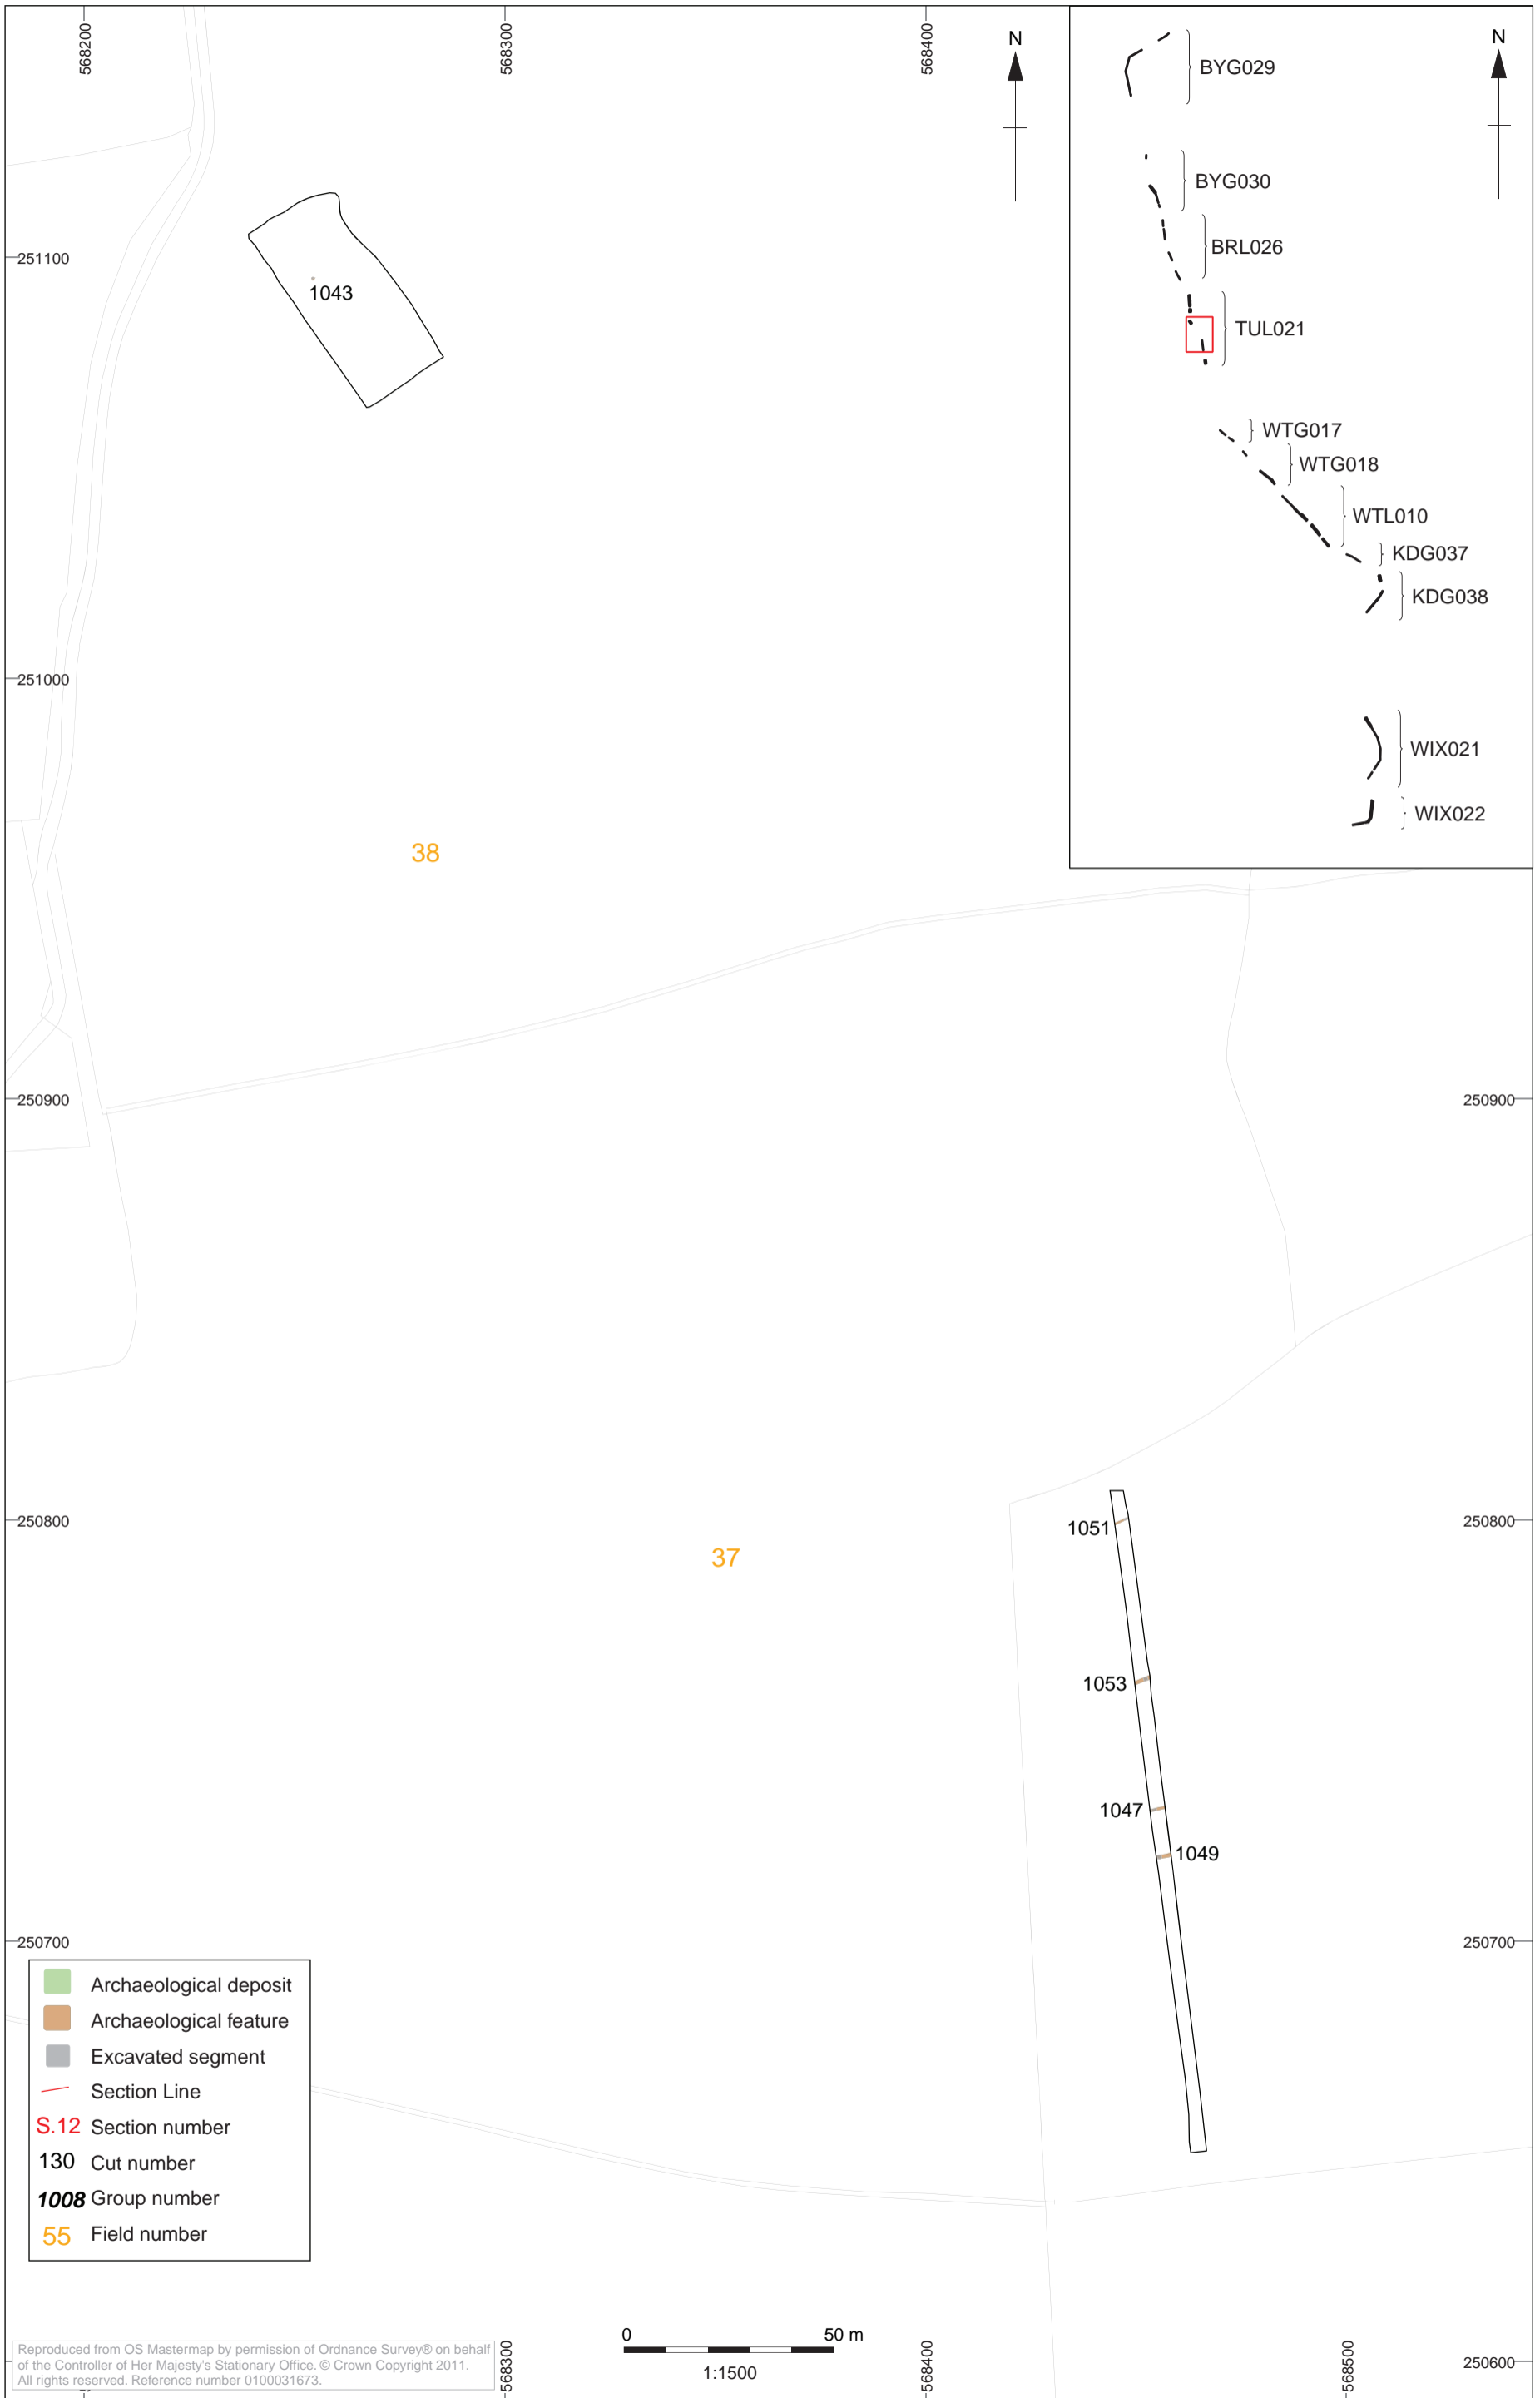 568200
568300
568400
N
N
BYG029
BYG030
BRL026
TUL021
WTG017
WTG018
WTL010
KDG037
KDG038
WIX021
WIX022
251100
1043
251000
38
250900
250900
250800
250800
1051
37
1053
1047
1049
250700
250700
Archaeological deposit
Archaeological feature
Excavated segment
Section Line
S.12 Section number
130 Cut number
1008 Group number
55 Field number
0 50 m
1:1500
568300
568400
568500
250600
Reproduced from OS Mastermap by permission of Ordnance Survey® on behalf
of the Controller of Her Majesty's Stationary Office. © Crown Copyright 2011.
All rights reserved. Reference number 0100031673.